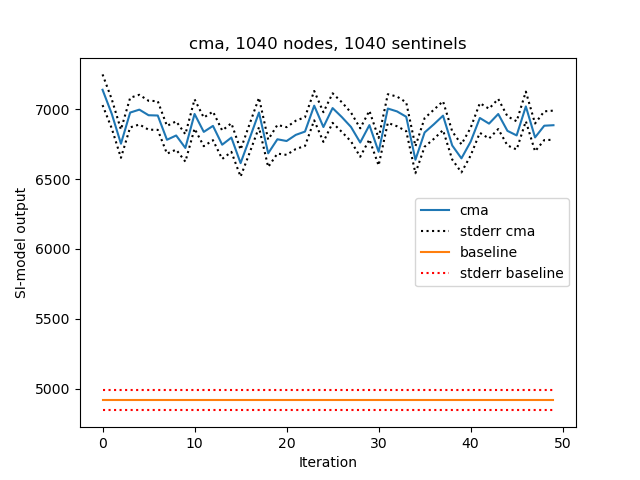 cma, 1040 nodes, 1040 sentinels
SI-model output
7000
6500
6000
5500
5000
cma
stderr cma
baseline
stderr baseline
0 10 20 30 40 50
Iteration